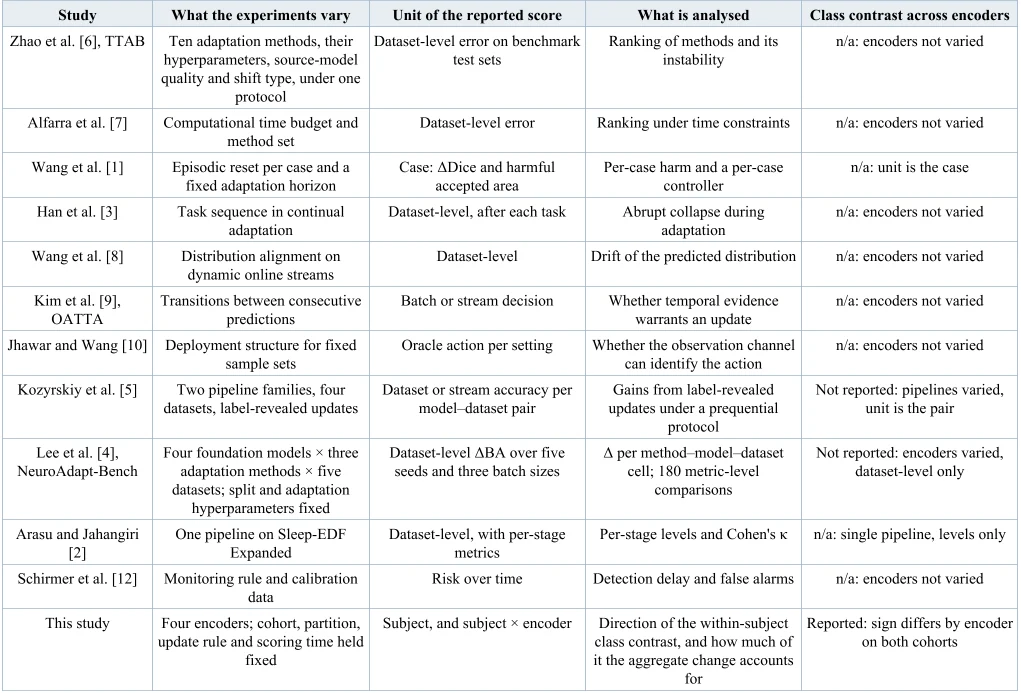 Study What the experiments vary Unit of the reported score What is analysed Class contrast across encoders
Zhao et al. [6], TTAB
Ten adaptation methods, their
hyperparameters, source-model
quality and shift type, under one
protocol
Dataset-level error on benchmark
test sets
Ranking of methods and its
instability
n/a: encoders not varied
Alfarra et al. [7]
Computational time budget and
method set
Dataset-level error
Ranking under time constraints
n/a: encoders not varied
Wang et al. [1]
Episodic reset per case and a
fixed adaptation horizon
Case: ΔDice and harmful
accepted area
Per-case harm and a per-case
controller
n/a: unit is the case
Han et al. [3]
Task sequence in continual
adaptation
Dataset-level, after each task
Abrupt collapse during
adaptation
n/a: encoders not varied
Wang et al. [8]
Distribution alignment on
dynamic online streams
Dataset-level
Drift of the predicted distribution
n/a: encoders not varied
Kim et al. [9],
OATTA
Transitions between consecutive
predictions
Batch or stream decision
Whether temporal evidence
warrants an update
n/a: encoders not varied
Jhawar and Wang [10]
Deployment structure for fixed
sample sets
Oracle action per setting
Whether the observation channel
can identify the action
n/a: encoders not varied
Kozyrskiy et al. [5]
Two pipeline families, four
datasets, label-revealed updates
Dataset or stream accuracy per
model–dataset pair
Gains from label-revealed
updates under a prequential
protocol
Not reported: pipelines varied,
unit is the pair
Lee et al. [4],
NeuroAdapt-Bench
Four foundation models × three
adaptation methods × five
datasets; split and adaptation
hyperparameters fixed
Dataset-level ΔBA over five
seeds and three batch sizes
Δ per method–model–dataset
cell; 180 metric-level
comparisons
Not reported: encoders varied,
dataset-level only
Arasu and Jahangiri
[2]
One pipeline on Sleep-EDF
Expanded
Dataset-level, with per-stage
metrics
Per-stage levels and Cohen's κ
n/a: single pipeline, levels only
Schirmer et al. [12]
Monitoring rule and calibration
data
Risk over time
Detection delay and false alarms
n/a: encoders not varied
This study
Four encoders; cohort, partition,
update rule and scoring time held
fixed
Subject, and subject × encoder
Direction of the within-subject
class contrast, and how much of
it the aggregate change accounts
for
Reported: sign differs by encoder
on both cohorts